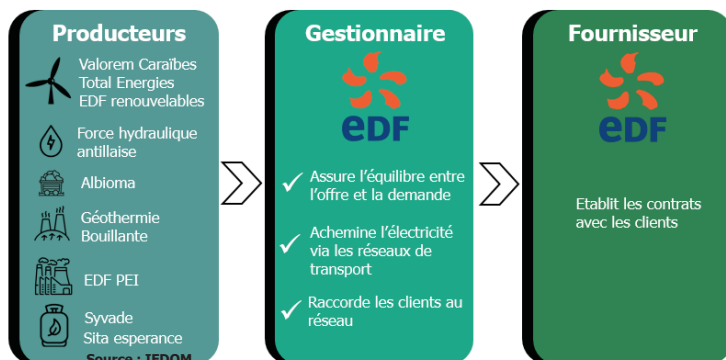 Producteurs
Valorem Caraïbes
Total Energies
EDF renouvelables
Force hydraulique
antillaise
Albioma
Géothermie
Bouillante
EDF PEI
Syvade
Sita esperance
Source : IEDOM
Gestionnaire
eDF
Assure l'équilibre entre
l'offre et la demande
Achemine l'électricité
via les réseaux de
transport
Raccorde les clients au
réseau
Fournisseur
eDF
Etablit les contrats
avec les clients